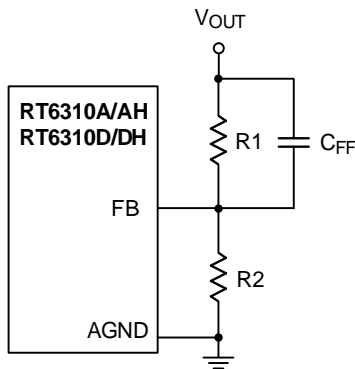 VOUT
RT6310A/AH
RT6310D/DH
R1
CFF
FB
R2
AGND